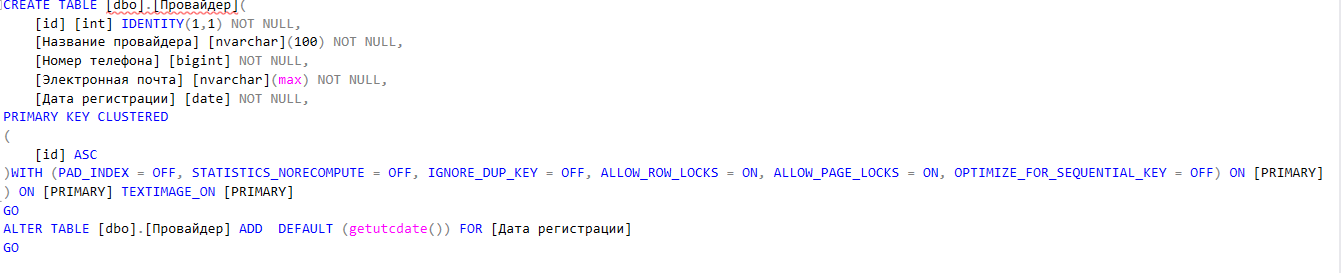 CREATE TABLE [dbo].[Провайдер](
    [id] [int] IDENTITY(1,1) NOT NULL,
    [Название провайдера] [nvarchar](100) NOT NULL,
    [Номер телефона] [bigint] NOT NULL,
    [Электронная почта] [nvarchar](max) NOT NULL,
    [Дата регистрации] [date] NOT NULL,
PRIMARY KEY CLUSTERED
(
    [id] ASC
)WITH (PAD_INDEX = OFF, STATISTICS_NORECOMPUTE = OFF, IGNORE_DUP_KEY = OFF, ALLOW_ROW_LOCKS = ON, ALLOW_PAGE_LOCKS = ON, OPTIMIZE_FOR_SEQUENTIAL_KEY = OFF) ON [PRIMARY]
) ON [PRIMARY] TEXTIMAGE_ON [PRIMARY]
GO
ALTER TABLE [dbo].[Провайдер] ADD  DEFAULT (getutcdate()) FOR [Дата регистрации]
GO